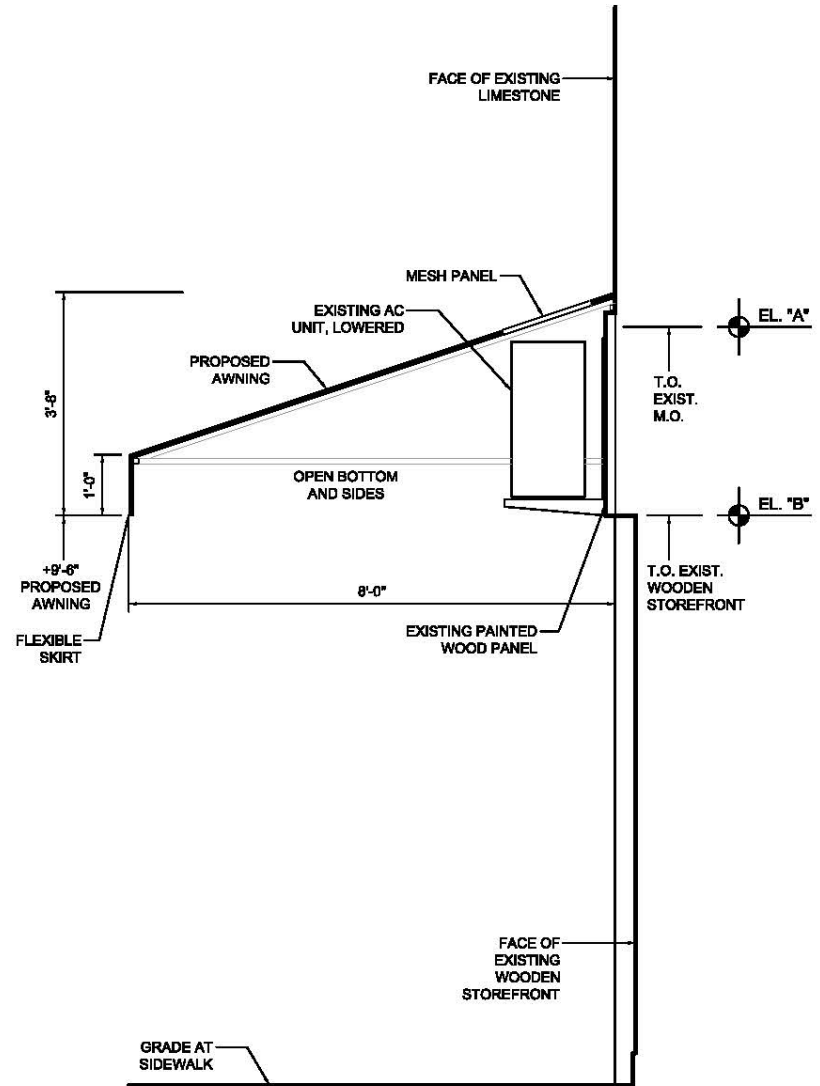 FACE OF EXISTING
LIMESTONE
MESH PANEL
EXISTING AC
UNIT, LOWERED
EL. "A"
PROPOSED
AWNING
T.O.
EXIST.
M.O.
3'-8"
1'-0"
OPEN BOTTOM
AND SIDES
EL. "B"
+9'-6"
PROPOSED
AWNING
8'-0"
T.O. EXIST.
WOODEN
STOREFRONT
FLEXIBLE
SKIRT
EXISTING PAINTED
WOOD PANEL
FACE OF
EXISTING
WOODEN
STOREFRONT
GRADE AT
SIDEWALK